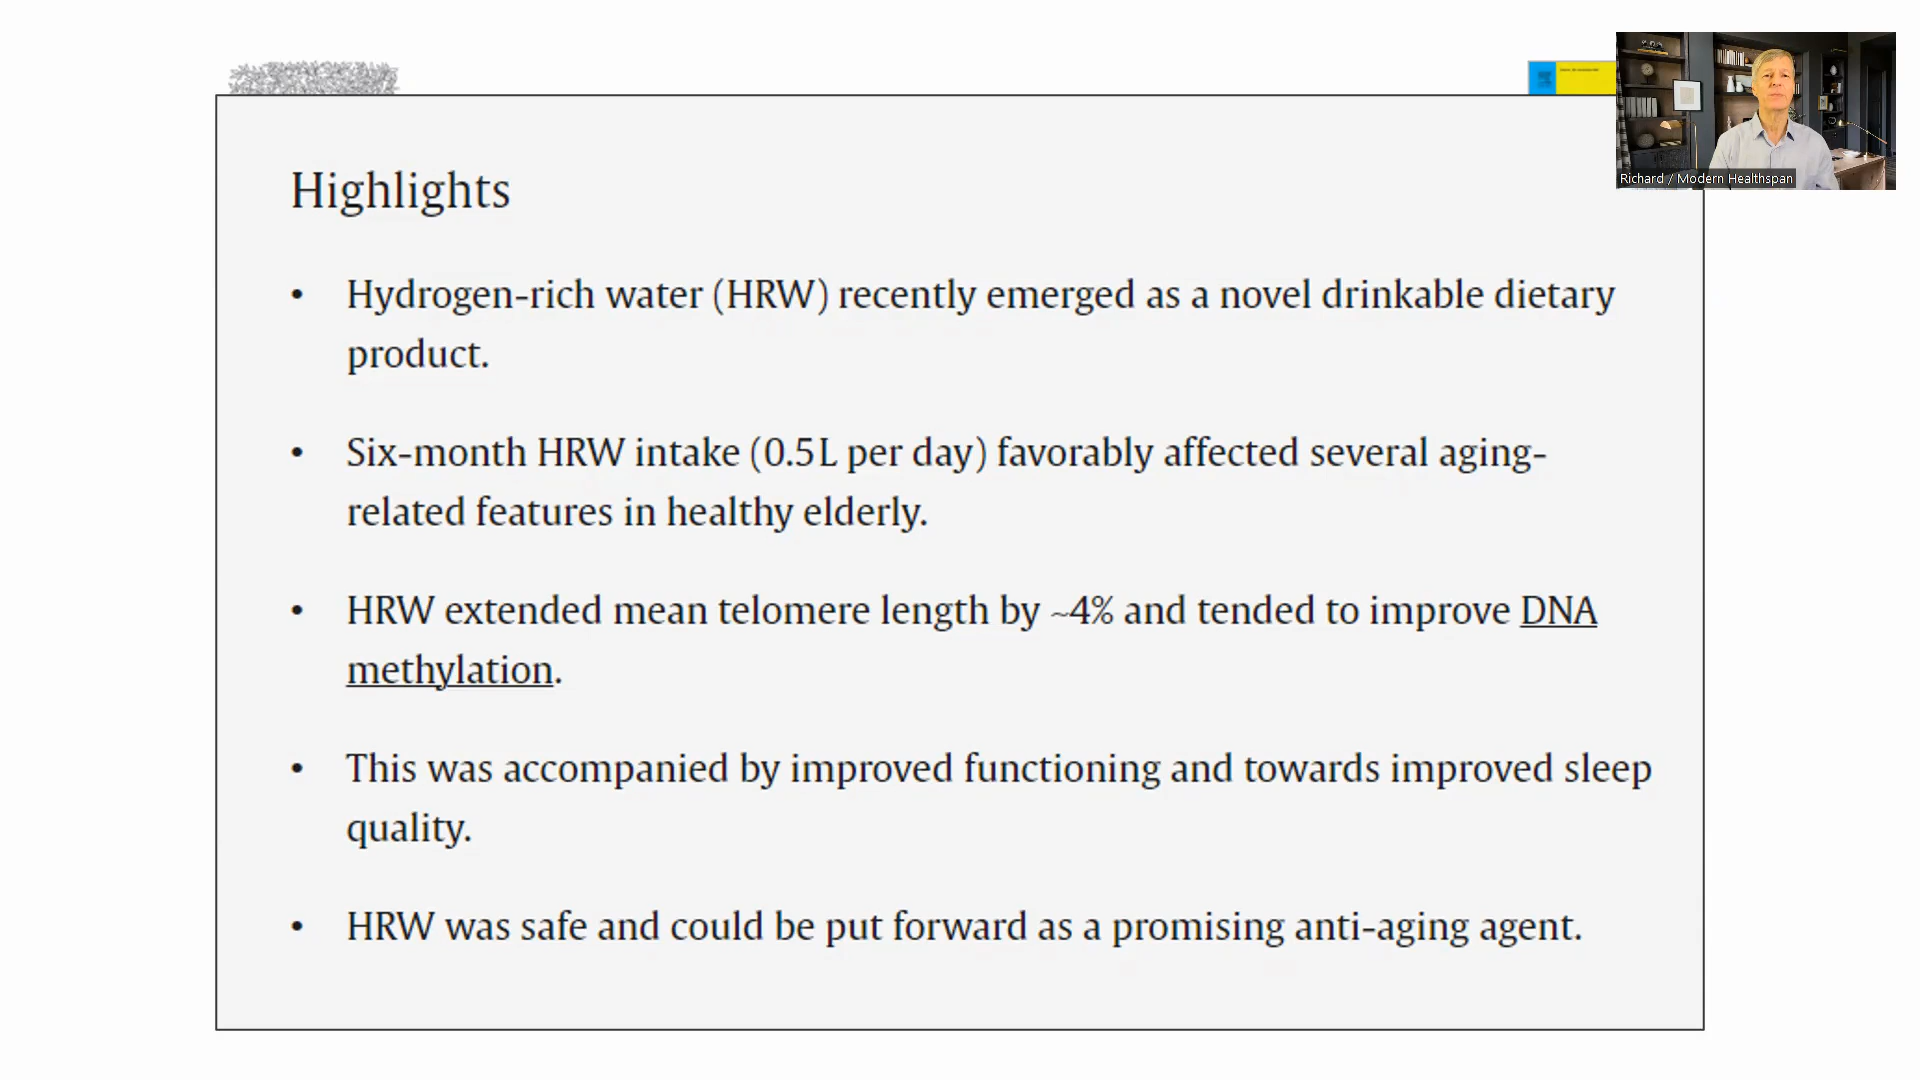 Richard / Modern Healthspan
Highlights
• Hydrogen-rich water (HRW) recently emerged as a novel drinkable dietary
product.
• Six-month HRW intake (0.5 L per day) favorably affected several aging-
related features in healthy elderly.
• HRW extended mean telomere length by ~4% and tended to improve DNA
methylation.
• This was accompanied by improved functioning and towards improved sleep
quality.
• HRW was safe and could be put forward as a promising anti-aging agent.